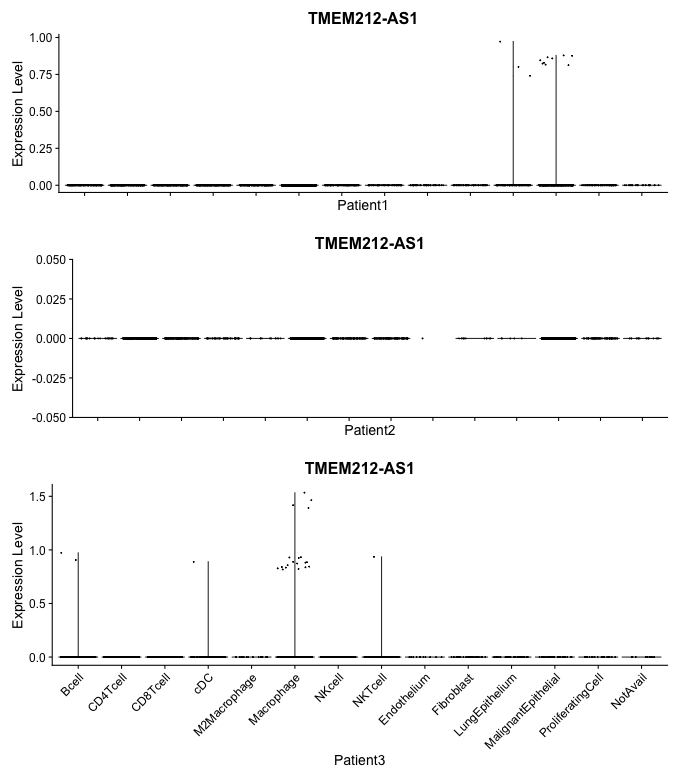 TMEM212-AS1
1.00
0.75
0.50
0.25
0.00
Expression Level
Patient1
TMEM212-AS1
0.050
0.025
0.000
-0.025
-0.050
Expression Level
Patient2
TMEM212-AS1
1.5
1.0
0.5
0.0
Expression Level
Bcell
CD4Tcell
CD8Tcell
cDC
M2Macrophage
Macrophage
NKcell
NKTcell
Endothelium
Fibroblast
LungEpithelium
MalignantEpithelial
ProliferatingCell
NotAvail
Patient3